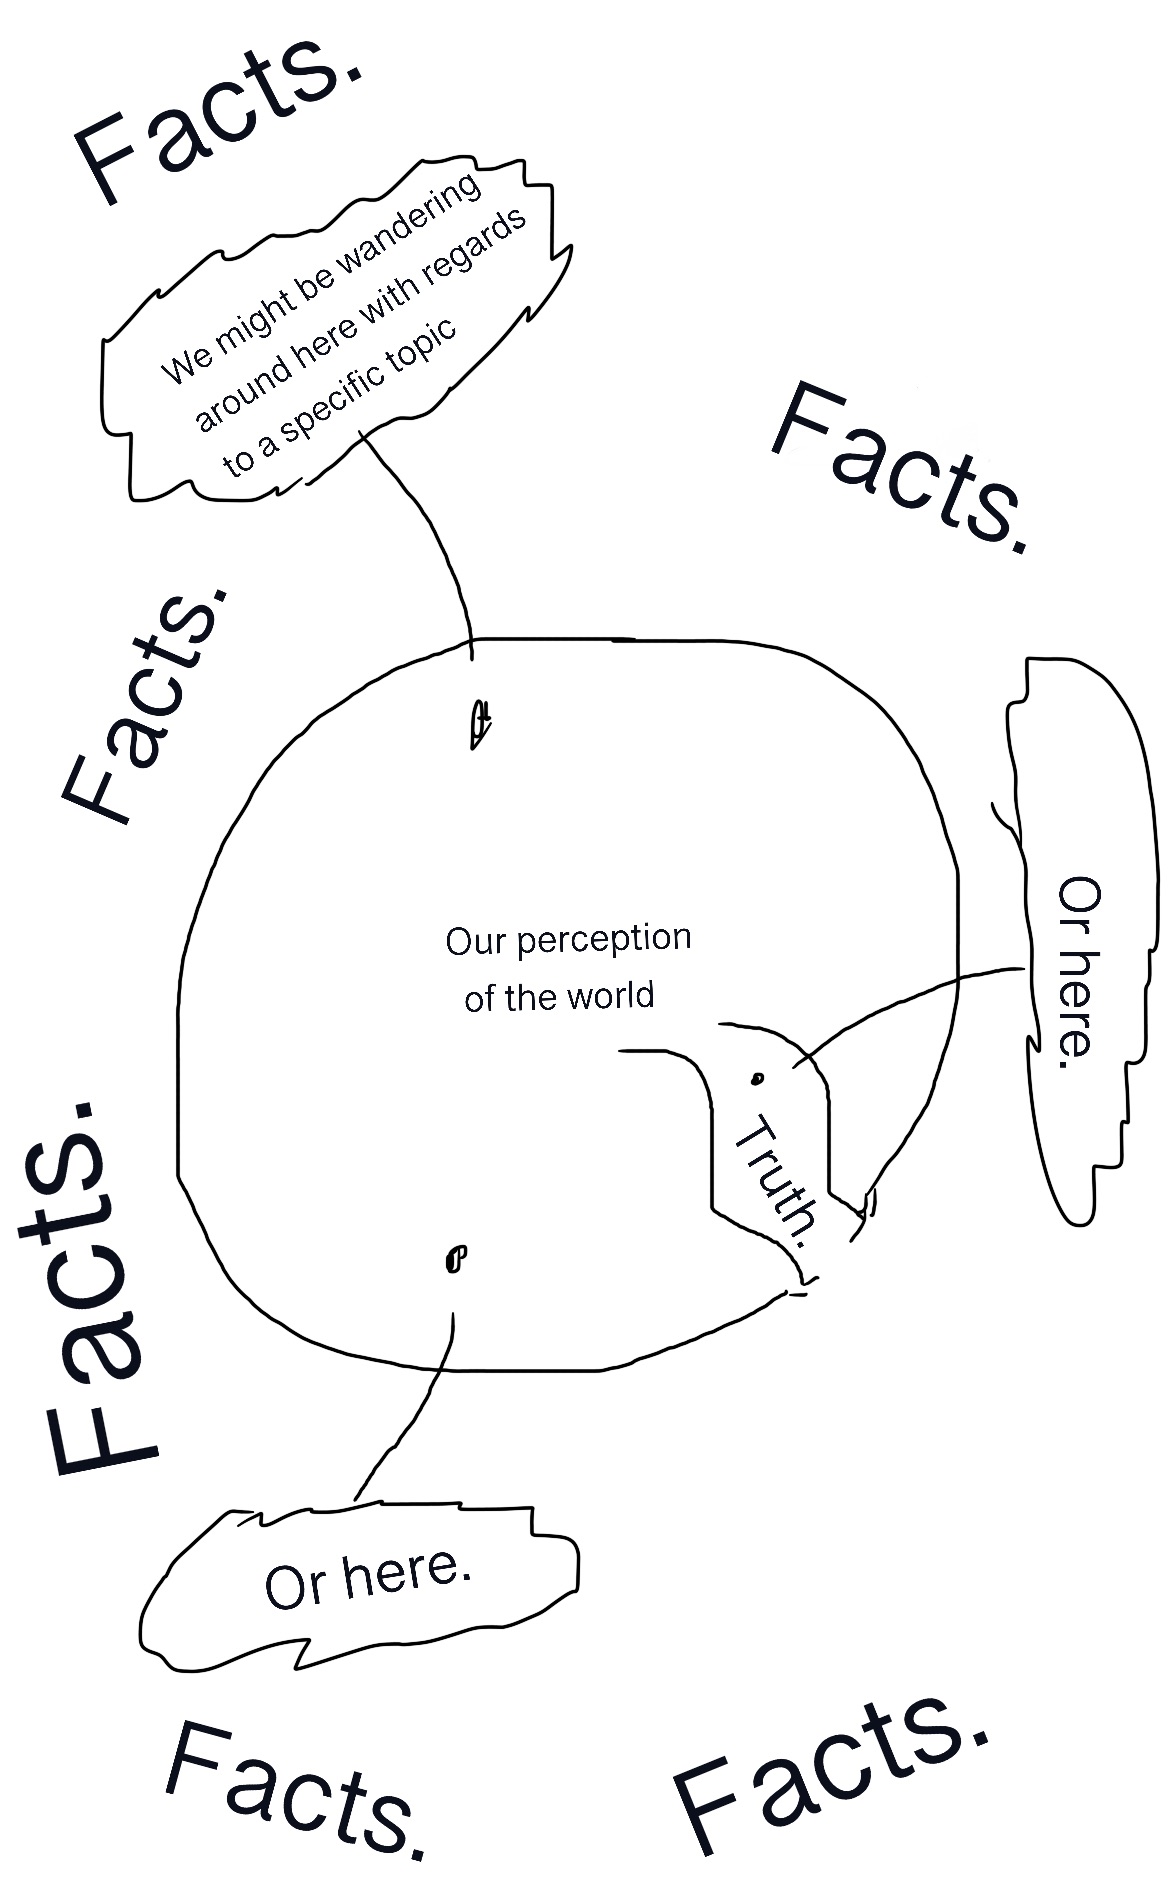 Facts.
We might be wandering
around here with regards
to a specific topic
Facts.
Facts.
Our perception
of the world
Or here.
Truth.
Facts.
Or here.
Facts.
Facts.